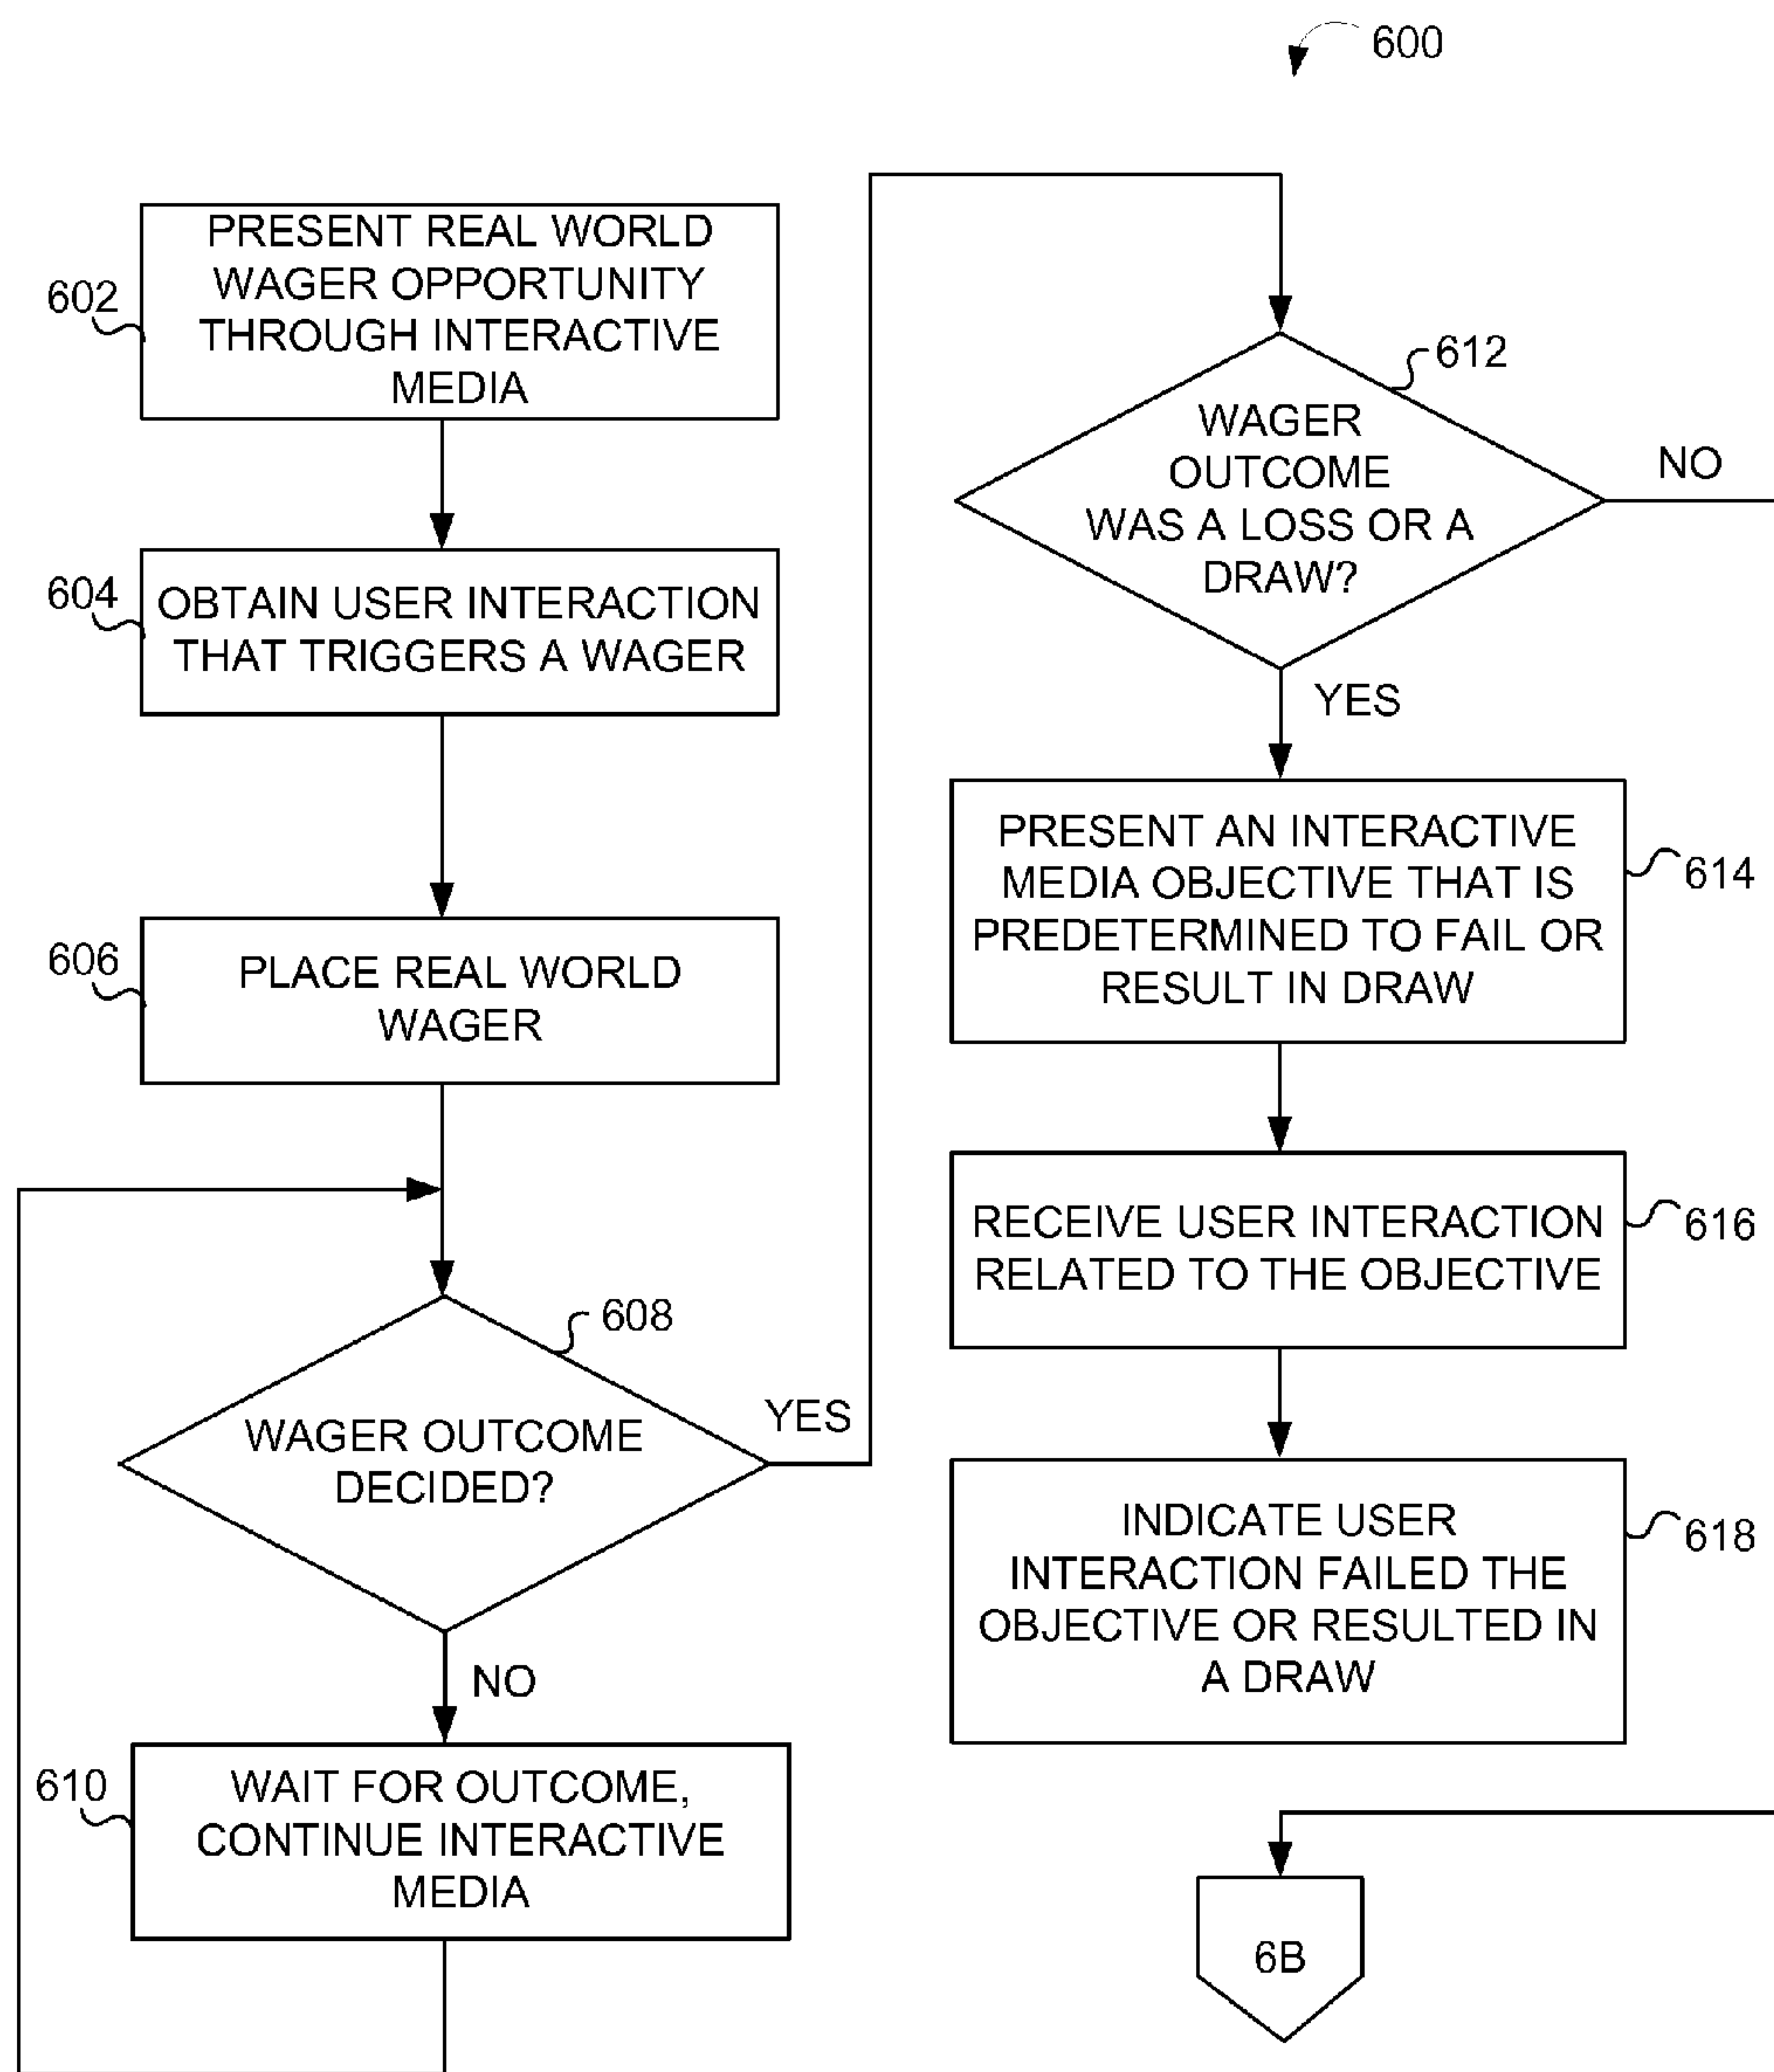 600
602
PRESENT REAL WORLD
WAGER OPPORTUNITY
THROUGH INTERACTIVE
MEDIA
604
OBTAIN USER INTERACTION
THAT TRIGGERS A WAGER
606
PLACE REAL WORLD
WAGER
608
WAGER OUTCOME
DECIDED?
YES
NO
610
WAIT FOR OUTCOME,
CONTINUE INTERACTIVE
MEDIA
612
WAGER
OUTCOME
WAS A LOSS OR A
DRAW?
NO
YES
PRESENT AN INTERACTIVE
MEDIA OBJECTIVE THAT IS
PREDETERMINED TO FAIL OR
RESULT IN DRAW
614
RECEIVE USER INTERACTION
RELATED TO THE OBJECTIVE
616
INDICATE USER
INTERACTION FAILED THE
OBJECTIVE OR RESULTED IN
A DRAW
618
6B